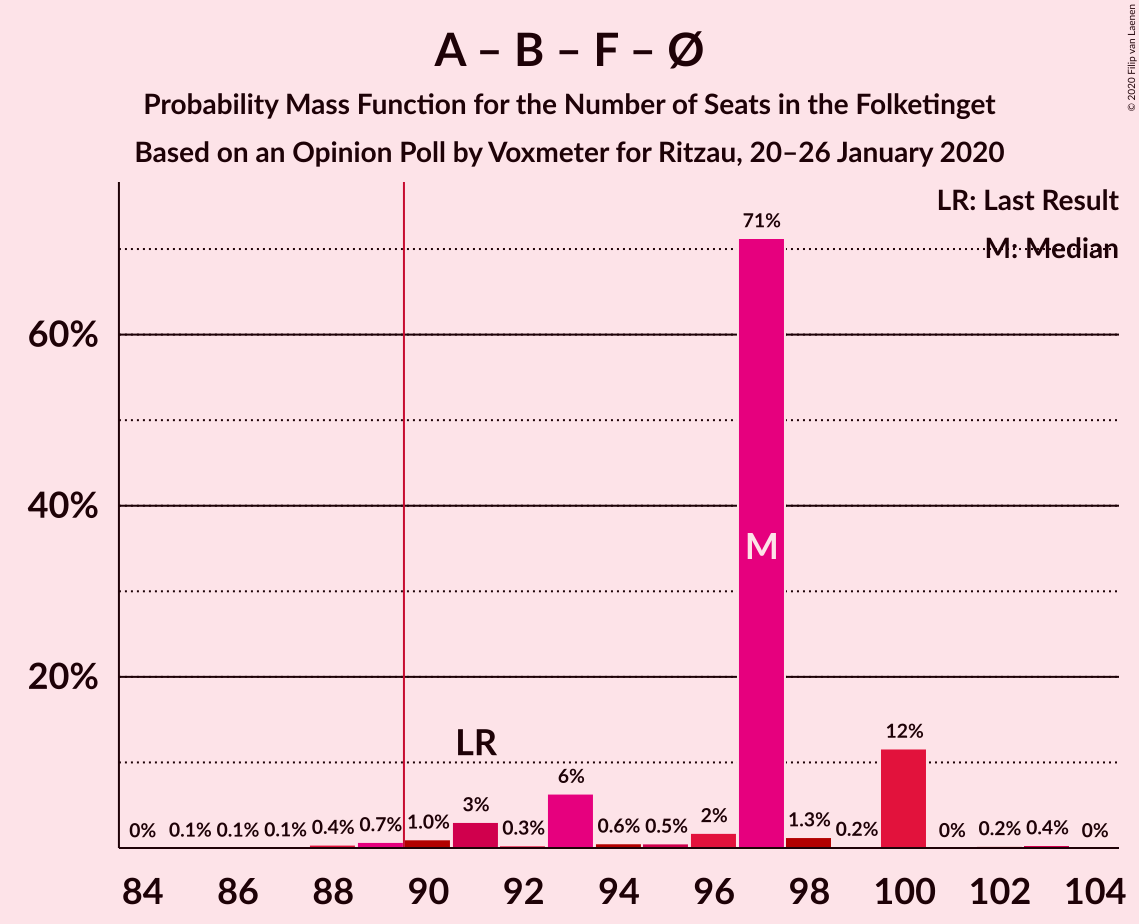 A – B – F – Ø
Probability Mass Function for the Number of Seats in the Folketinget
Based on an Opinion Poll by Voxmeter for Ritzau, 20–26 January 2020
© 2020 Filip van Laenen
LR: Last Result
M: Median
60%
40%
20%
0% 0.1% 0.1% 0.1% 0.4% 0.7% 1.0% 3% 0.3% 6% 0.6% 0.5% 2% 71% 1.3% 0.2% 12% 0% 0.2% 0.4% 0%
LR
M
84 86 88 90 92 94 96 98 100 102 104